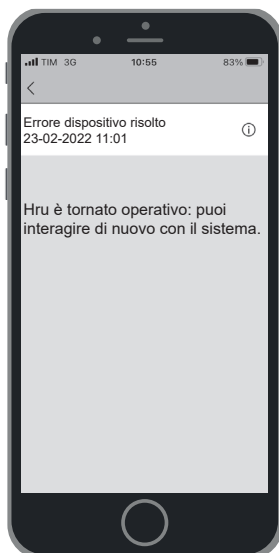 TIM 3G 10:55 83%
Errore dispositivo risolto
23-02-2022 11:01
Hru è tornato operativo: puoi
interagire di nuovo con il sistema.